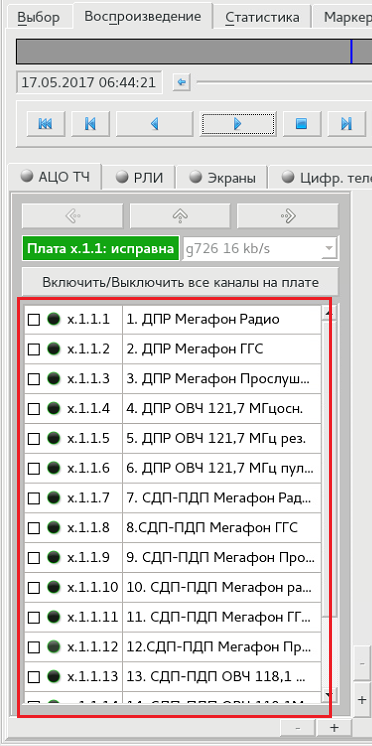 Выбор Воспроизведение Статистика Маркер
17.05.2017 06:44:21
АЦО ТЧ РЛИ Экраны Цифр. тел
Плата x.1.1: исправна g726 16 kb/s
Включить/Выключить все каналы на плате
x.1.1.1 1. ДПР Мегафон Радио
x.1.1.2 2. ДПР Мегафон ГГС
x.1.1.3 3. ДПР Мегафон Прослуш...
x.1.1.4 4. ДПР ОВЧ 121,7 МГцосн.
x.1.1.5 5. ДПР ОВЧ 121,7 МГц рез.
x.1.1.6 6. ДПР ОВЧ 121,7 МГц пул...
x.1.1.7 7. СДП-ПДП Мегафон Рад...
x.1.1.8 8.СДП-ПДП Мегафон ГГС
x.1.1.9 9. СДП-ПДП Мегафон Про...
x.1.1.10 10. СДП-ПДП Мегафон ра...
x.1.1.11 11. СДП-ПДП Мегафон ГГ...
x.1.1.12 12.СДП-ПДП Мегафон Пр...
x.1.1.13 13. СДП-ПДП ОВЧ 118,1 ...